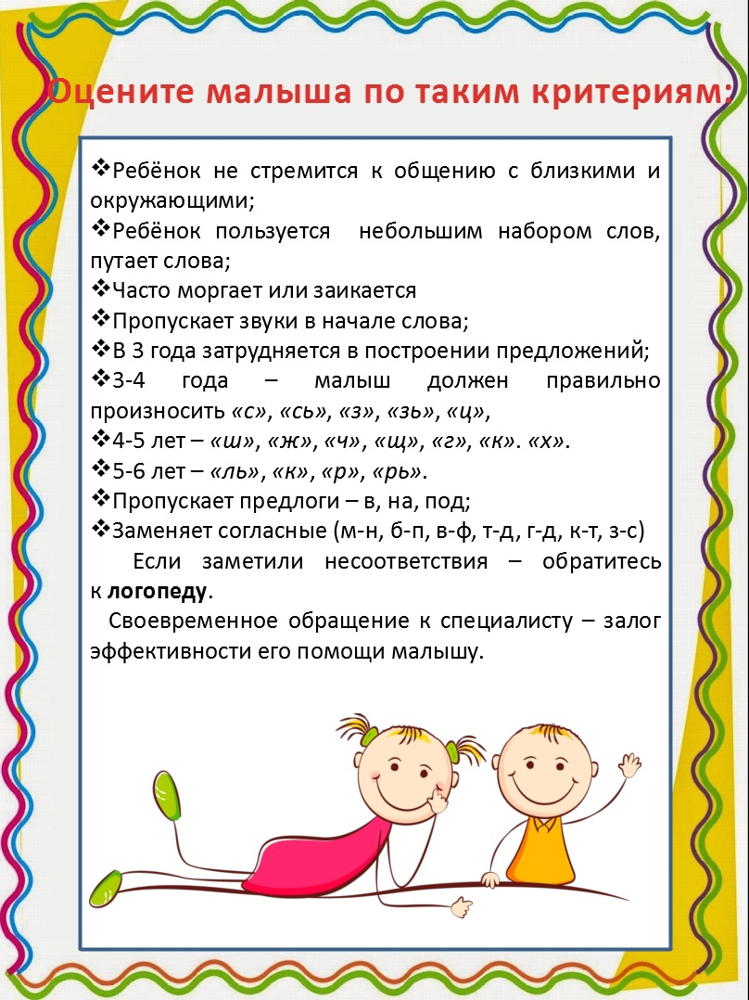 Оцените малыша по таким критериям:
❖Ребёнок не стремится к общению с близкими и
окружающими;
❖Ребёнок пользуется небольшим набором слов,
путает слова;
❖Часто моргает или заикается
❖Пропускает звуки в начале слова;
❖В 3 года затрудняется в построении предложений;
❖3-4 года – малыш должен правильно
произносить «с», «сь», «з», «зь», «ц»,
❖4-5 лет – «ш», «ж», «ч», «щ», «г», «к». «х».
❖5-6 лет – «ль», «к», «р», «рь».
❖Пропускает предлоги – в, на, под;
❖Заменяет согласные (м-н, б-п, в-ф, т-д, г-д, к-т, з-с)
Если заметили несоответствия – обратитесь
к логопеду.
Своевременное обращение к специалисту – залог
эффективности его помощи малышу.